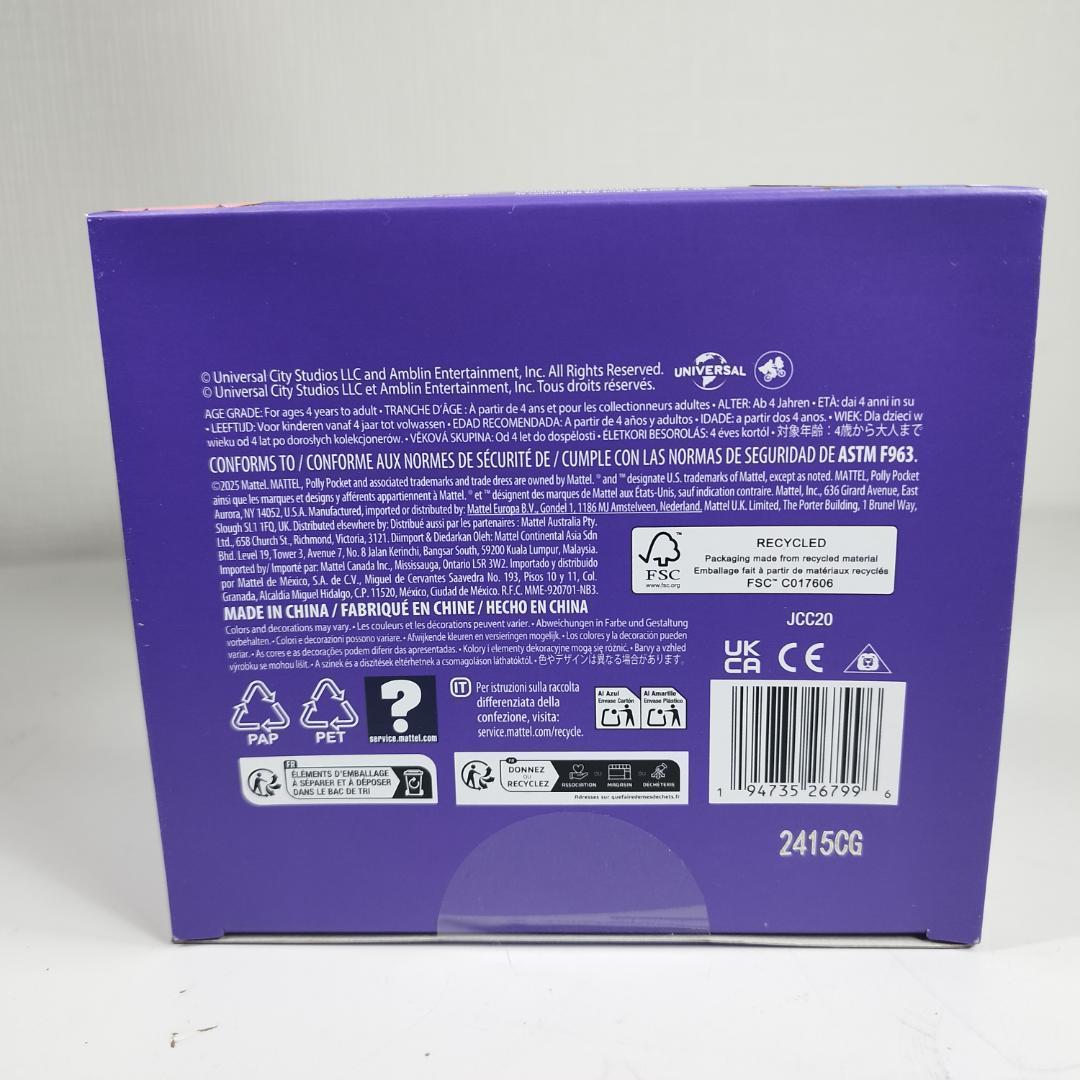 © Universal City Studios LLC and Amblin Entertainment, Inc. All Rights Reserved.
© Universal City Studios LLC et Amblin Entertainment, Inc. Tous droits réservés.
UNIVERSAL
AGE GRADE: For ages 4 years to adult • TRANCHE D'ÂGE : À partir de 4 ans et pour les collectionneurs adultes • ALTER: Ab 4 Jahren • ETÀ: dai 4 anni in su
• LEEFTIJD: Voor kinderen vanaf 4 jaar tot volwassen • EDAD RECOMENDADA: A partir de 4 años y adultos • IDADE: a partir dos 4 anos. • WIEK: Dla dzieci w
wieku od 4 lat po dorosłych kolekcjonerów. • VĚKOVÁ SKUPINA: Od 4 let do dospělosti • ÉLETKORI BESOROLÁS: 4 éves kortól • 対象年齢：4歳から大人まで
CONFORMS TO / CONFORME AUX NORMES DE SÉCURITÉ DE / CUMPLE CON LAS NORMAS DE SEGURIDAD DE ASTM F963.
©2025 Mattel. MATTEL, Polly Pocket and associated trademarks and trade dress are owned by Mattel. ® and ™ designate U.S. trademarks of Mattel, except as noted. MATTEL, Polly Pocket
ainsi que les marques et designs y afférents appartiennent à Mattel. ® et ™ désignent des marques de Mattel aux États-Unis, sauf indication contraire. Mattel, Inc., 636 Girard Avenue, East
Aurora, NY 14052, U.S.A. Manufactured, imported or distributed by: Mattel Europa B.V., Gondel 1, 1186 MJ Amstelveen, Nederland. Mattel U.K. Limited, The Porter Building, 1 Brunel Way,
Slough SL1 1FQ, UK. Distributed elsewhere by: Distribué aussi par les partenaires : Mattel Australia Pty.
Ltd., 658 Church St., Richmond, Victoria, 3121. Diimport & Diedarkan Oleh: Mattel Continental Asia Sdn
Bhd. Level 19, Tower 3, Avenue 7, No. 8 Jalan Kerinchi, Bangsar South, 59200 Kuala Lumpur, Malaysia.
Imported by / Importé par: Mattel Canada Inc., Mississauga, Ontario L5R 3W2. Importado y distribuido
por Mattel de México, S.A. de C.V., Miguel de Cervantes Saavedra No. 193, Pisos 10 y 11, Col.
Granada, Alcaldía Miguel Hidalgo, C.P. 11520, México, Ciudad de México. R.F.C. MME-920701-NB3.
FSC
www.fsc.org
RECYCLED
Packaging made from recycled material
Emballage fait à partir de matériaux recyclés
FSC™ C017606
MADE IN CHINA / FABRIQUÉ EN CHINE / HECHO EN CHINA
JCC20
Colors and decorations may vary. • Les couleurs et les décorations peuvent varier. • Abweichungen in Farbe und Gestaltung
vorbehalten. • Colori e decorazioni possono variare. • Afwijkende kleuren en versieringen mogelijk. • Los colores y la decoración pueden
variar. • As cores e as decorações podem diferir das apresentadas. • Kolory i elementy dekoracyjne mogą się różnić. • Barvy a vzhled
výrobku se mohou lišit. • A színek és a díszítések eltérhetnek a csomagoláson láthatótól. • 色やデザインは異なる場合があります。
UK
CA
CE
PAP
PET
?
service.mattel.com
IT
Per istruzioni sulla raccolta
differenziata della
confezione, visita:
service.mattel.com/recycle.
Al Azul
Envase Cartón
Al Amarillo
Envase Plástico
FR
ÉLÉMENTS D'EMBALLAGE
À SÉPARER ET À DÉPOSER
DANS LE BAC DE TRI
FR
DONNEZ
OU
RECYCLEZ
OU
OU
ASSOCIATION
MAGASIN
DÉCHÈTERIE
Adresses sur quefairedemesdechets.fr
1 94735 26799 6
2415CG